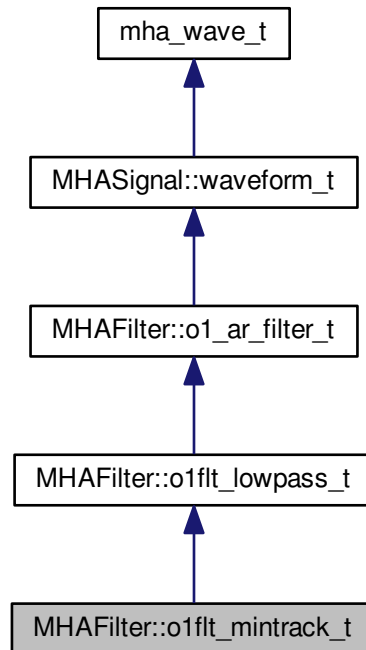 mha_wave_t
MHASignal::waveform_t
MHAFilter::o1_ar_filter_t
MHAFilter::o1flt_lowpass_t
MHAFilter::o1flt_mintrack_t